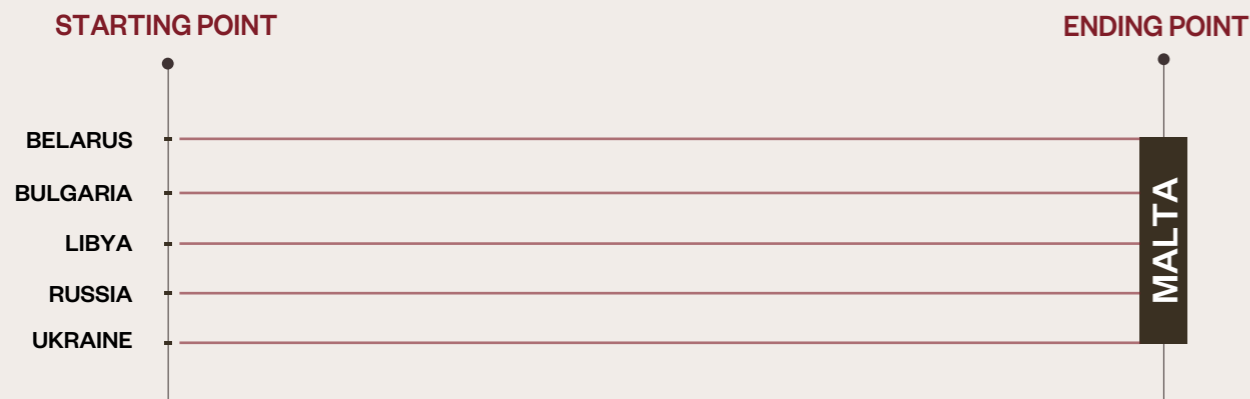 STARTING POINT
ENDING POINT
BELARUS
BULGARIA
LIBYA
RUSSIA
UKRAINE
MALTA